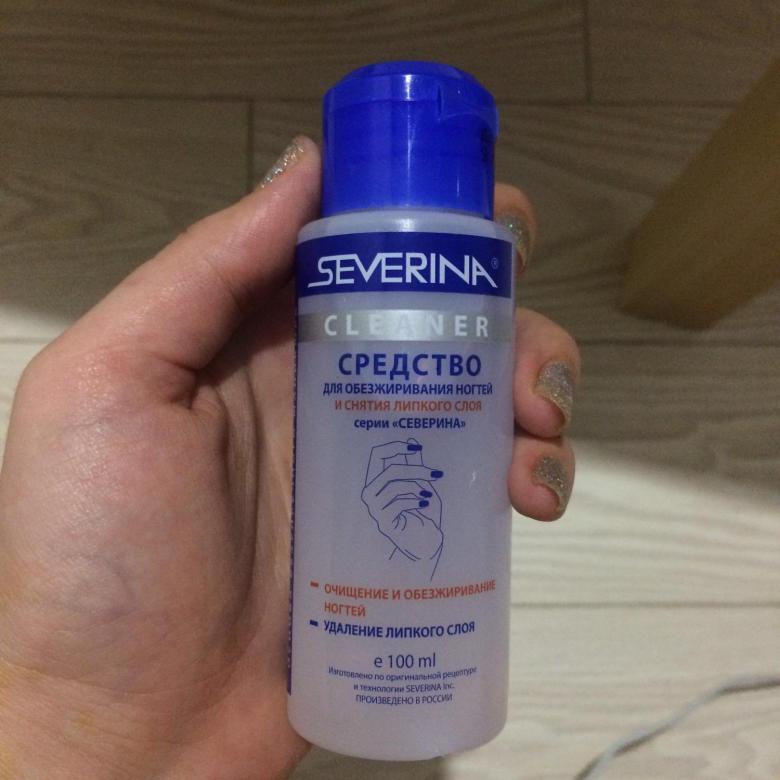 SEVERINA®
CLEANER
СРЕДСТВО
ДЛЯ ОБЕЗЖИРИВАНИЯ НОГТЕЙ
И СНЯТИЯ ЛИПКОГО СЛОЯ
серии «СЕВЕРИНА»
- ОЧИЩЕНИЕ И ОБЕЗЖИРИВАНИЕ
НОГТЕЙ
- УДАЛЕНИЕ ЛИПКОГО СЛОЯ
e 100 ml
Изготовлено по оригинальной рецептуре
и технологии SEVERINA Inc.
ПРОИЗВЕДЕНО В РОССИИ